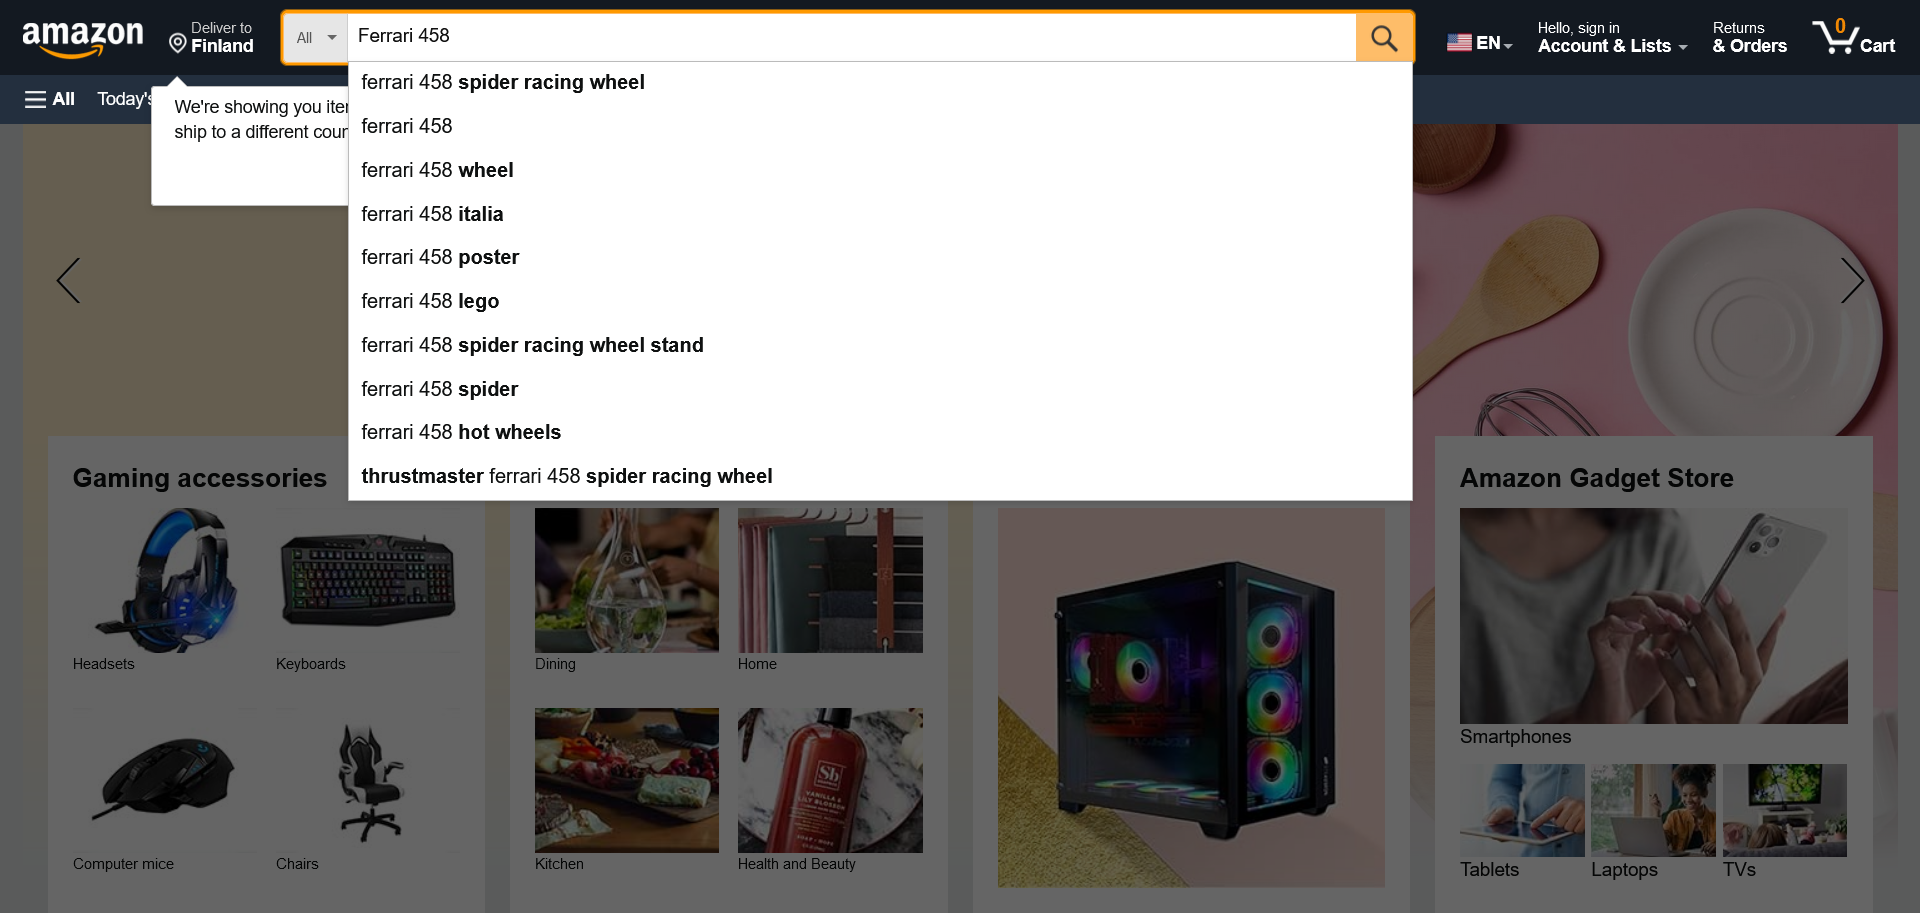 amazon
Deliver to
Finland
All
Ferrari 458
EN
Hello, sign in
Account & Lists
Returns
& Orders
0
Cart
All
Today's
We're showing you
ship to a different
ferrari 458 spider racing wheel
ferrari 458
ferrari 458 wheel
ferrari 458 italia
ferrari 458 poster
ferrari 458 lego
ferrari 458 spider racing wheel stand
ferrari 458 spider
ferrari 458 hot wheels
thrustmaster ferrari 458 spider racing wheel
Gaming accessories
Headsets
Keyboards
Computer mice
Chairs
Dining
Home
Kitchen
Sb
VANILLA &
LILY BLOSSOM
Health and Beauty
Amazon Gadget Store
Smartphones
Tablets
Laptops
TVs